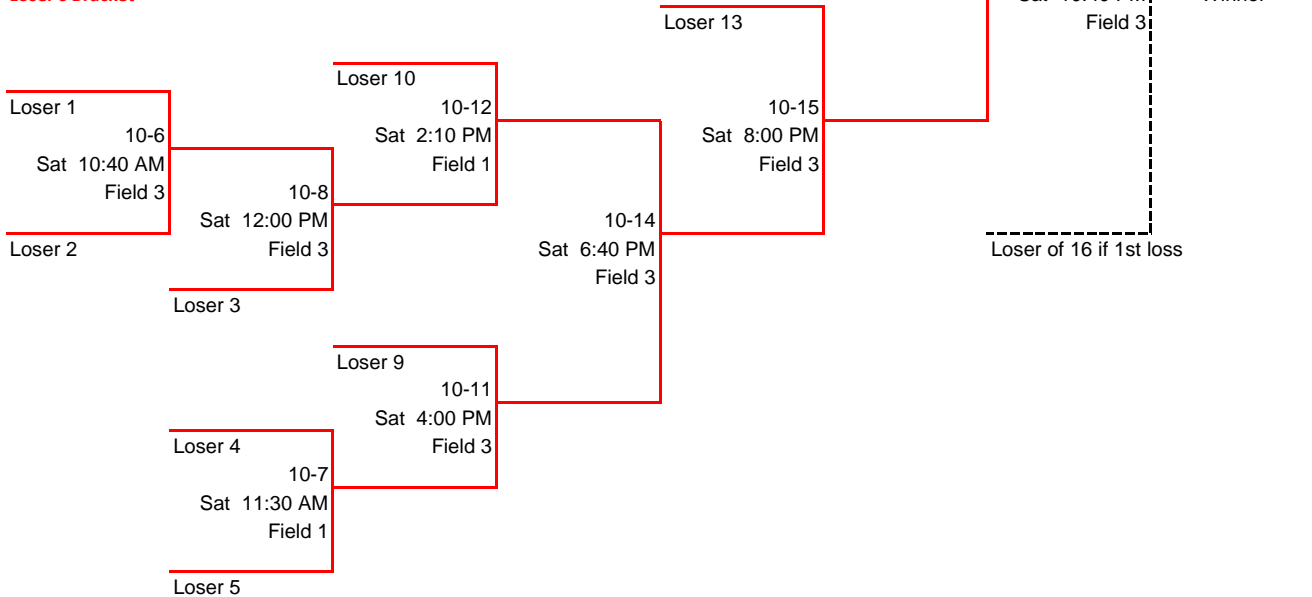 Loser 13
Field 3
Loser 10
Loser 1
10-12
10-15
10-6
Sat 2:10 PM
Sat 8:00 PM
Sat 10:40 AM
Field 1
Field 3
Field 3
10-8
Sat 12:00 PM
10-14
Loser 2
Field 3
Sat 6:40 PM
Loser of 16 if 1st loss
Field 3
Loser 3
Loser 9
10-11
Sat 4:00 PM
Loser 4
Field 3
10-7
Sat 11:30 AM
Field 1
Loser 5